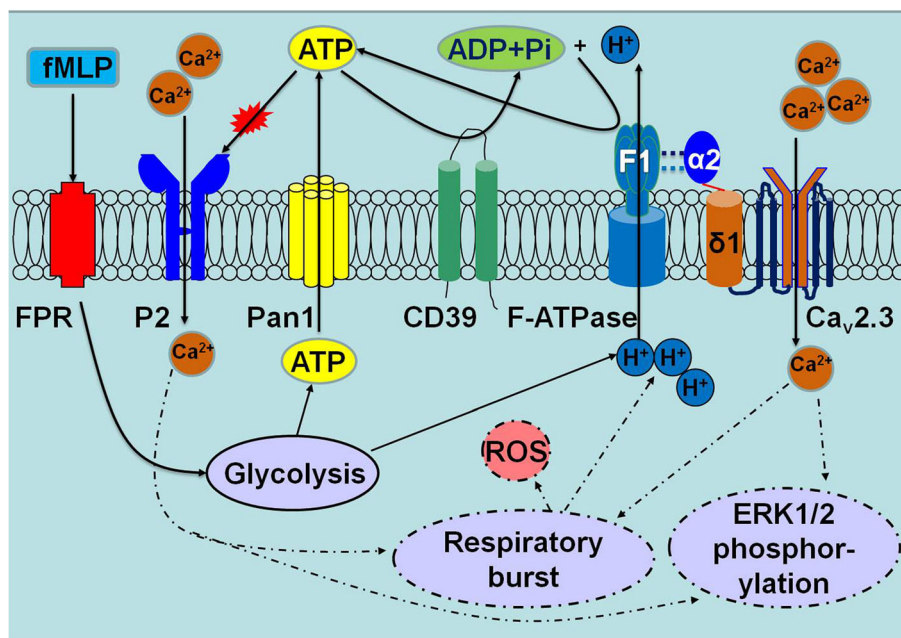 fMLP
Ca²⁺
Ca²⁺
ATP
ADP+Pi + H⁺
Ca²⁺
Ca²⁺ Ca²⁺
F1 α2
δ1
FPR P2 Pan1 CD39 F-ATPase Caᵥ2.3
Ca²⁺
ATP
H⁺ H⁺
H⁺
Ca²⁺
Glycolysis
ROS
Respiratory
burst
ERK1/2
phosphor-
ylation